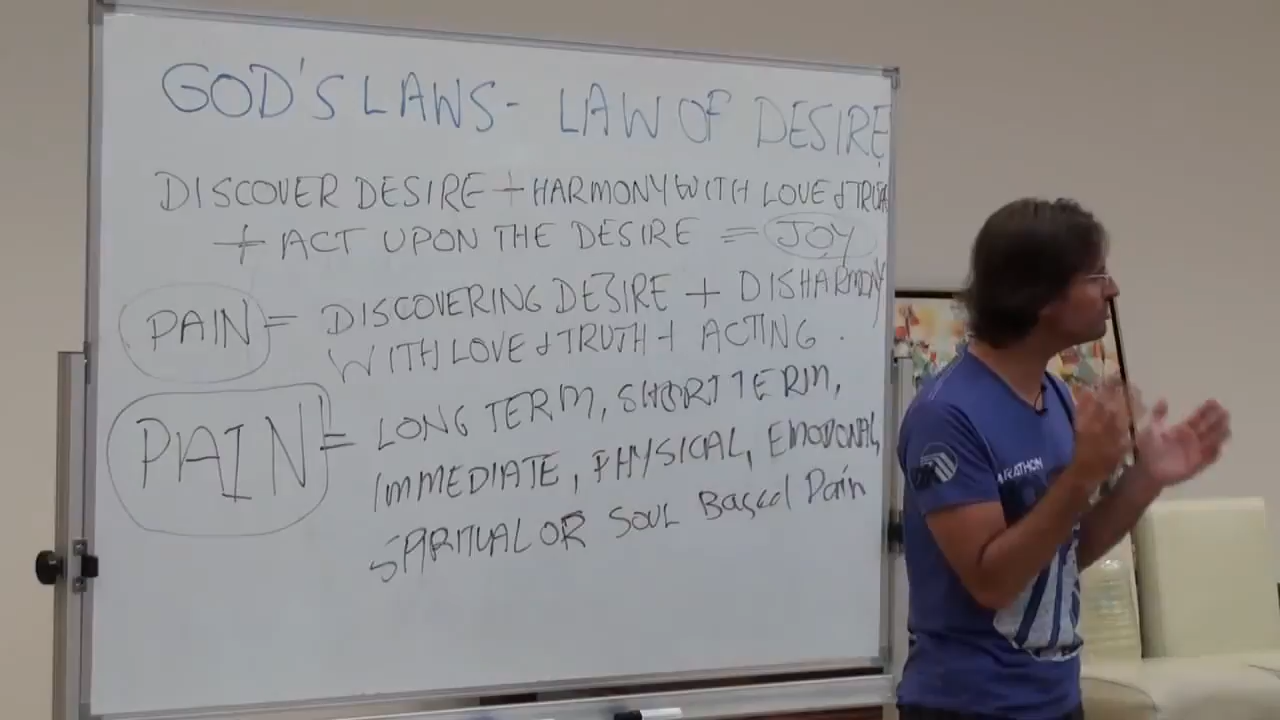 GOD'S LAWS - LAW OF DESIRE
DISCOVER DESIRE + HARMONY WITH LOVE & TRUTH
+ ACT UPON THE DESIRE = JOY
PAIN = DISCOVERING DESIRE + DISHARMONY
WITH LOVE & TRUTH + ACTING.
PAIN = LONG TERM, SHORT TERM,
IMMEDIATE, PHYSICAL, EMOTIONAL,
SPIRITUAL OR SOUL Based Pain